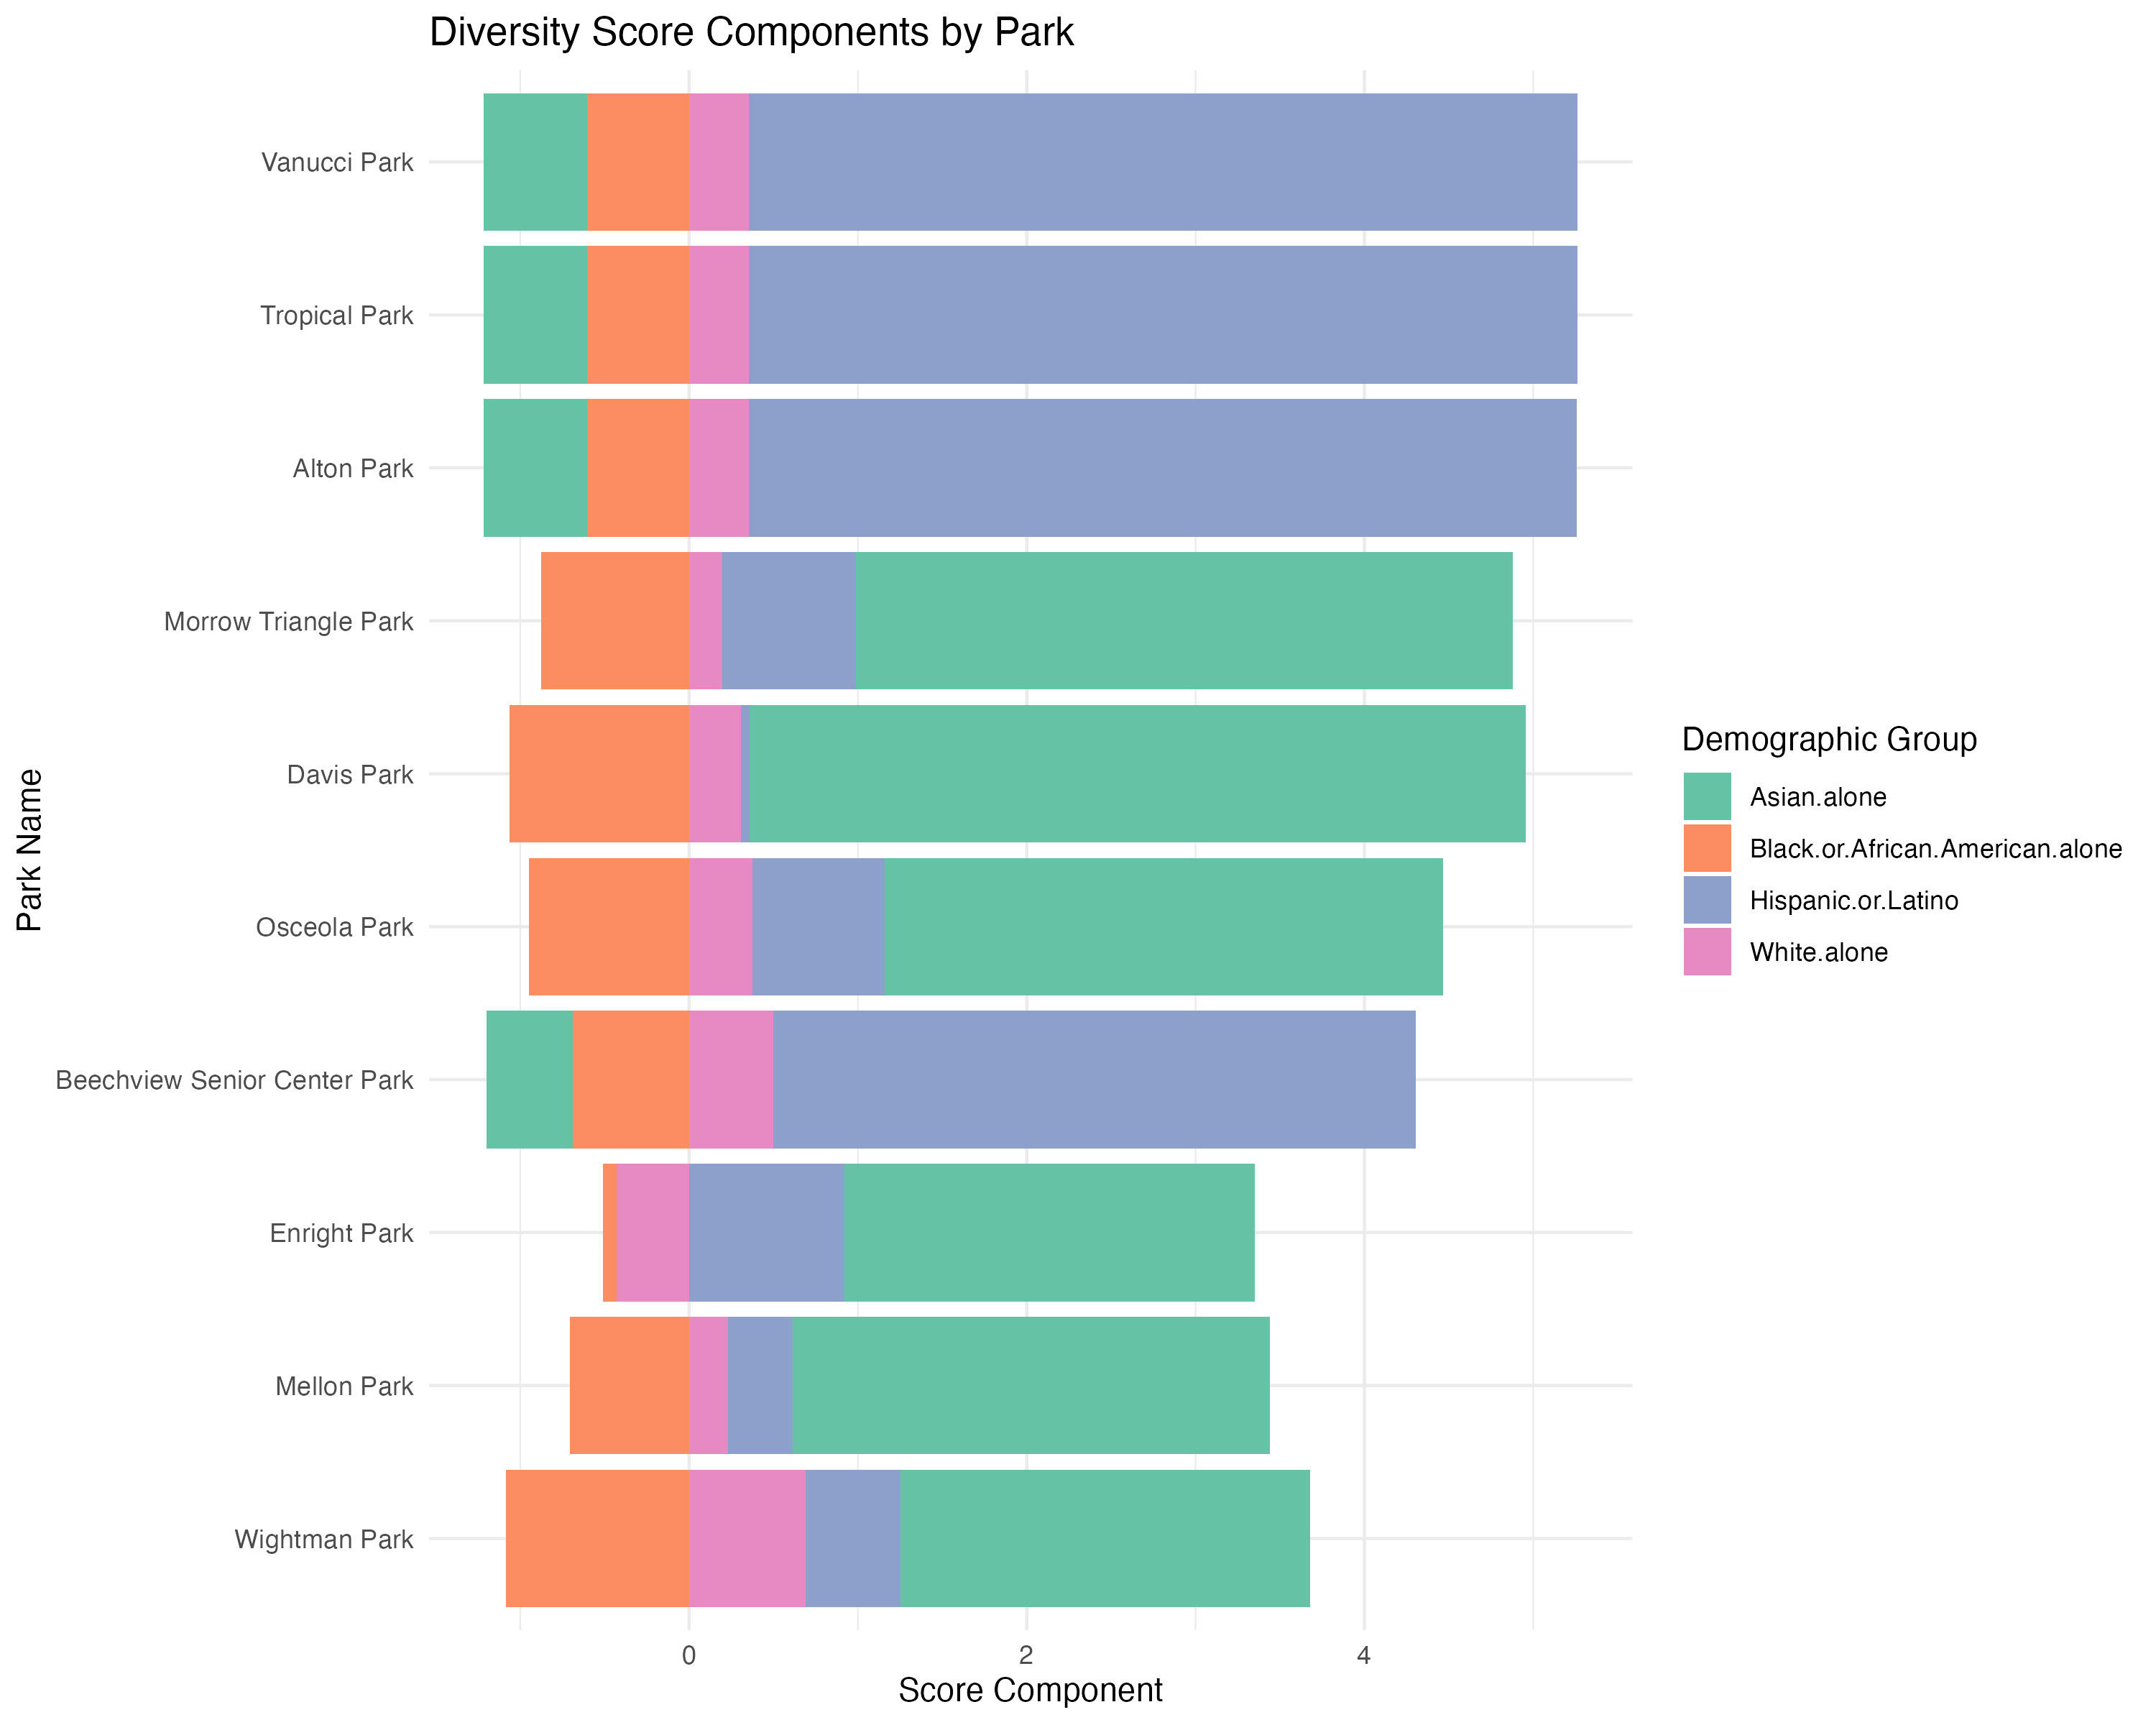 Diversity Score Components by Park
Vanucci Park
Tropical Park
Alton Park
Morrow Triangle Park
Davis Park
Osceola Park
Beechview Senior Center Park
Enright Park
Mellon Park
Wightman Park
Park Name
0 2 4
Score Component
Demographic Group
Asian.alone
Black.or.African.American.alone
Hispanic.or.Latino
White.alone